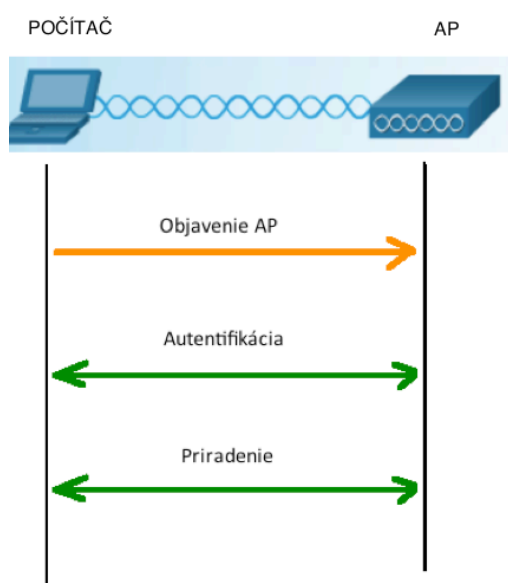 POČÍTAČ
AP
Objavenie AP
Autentifikácia
Priradenie